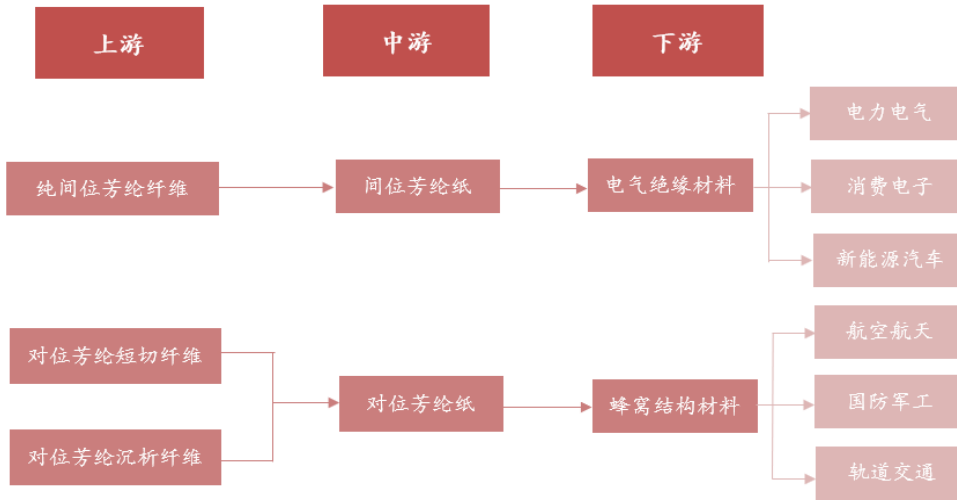 上游
中游
下游
电力电气
纯间位芳纶纤维
间位芳纶纸
电气绝缘材料
消费电子
新能源汽车
航空航天
对位芳纶短切纤维
对位芳纶纸
蜂窝结构材料
国防军工
对位芳纶沉析纤维
轨道交通